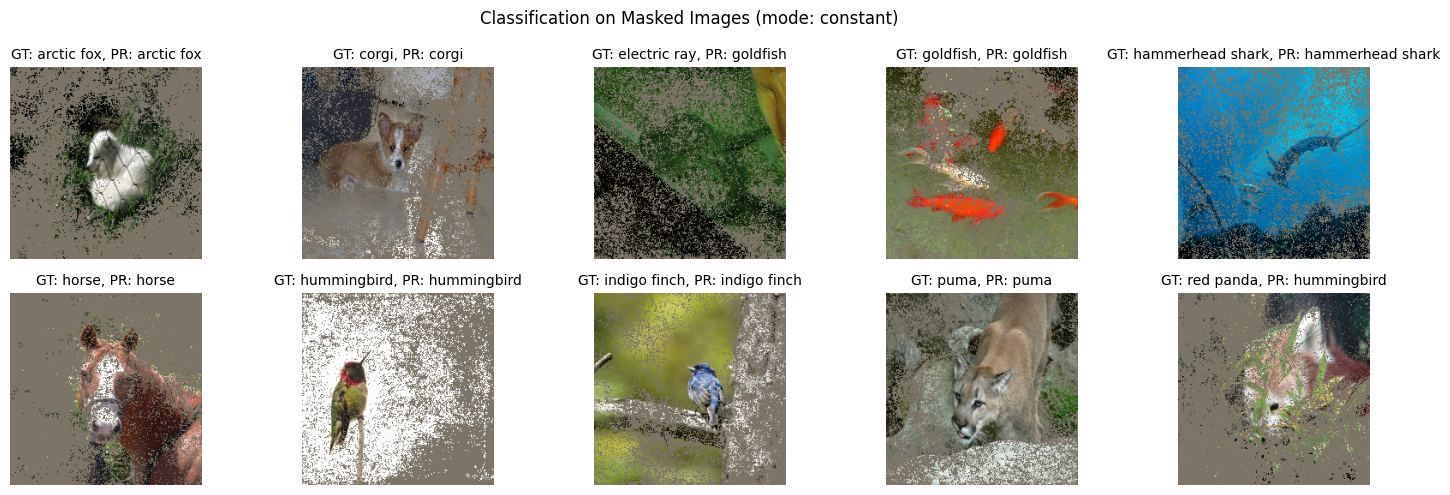 Classification on Masked Images (mode: constant)
GT: arctic fox, PR: arctic fox
GT: corgi, PR: corgi
GT: electric ray, PR: goldfish
GT: goldfish, PR: goldfish
GT: hammerhead shark, PR: hammerhead shark
GT: horse, PR: horse
GT: hummingbird, PR: hummingbird
GT: indigo finch, PR: indigo finch
GT: puma, PR: puma
GT: red panda, PR: hummingbird